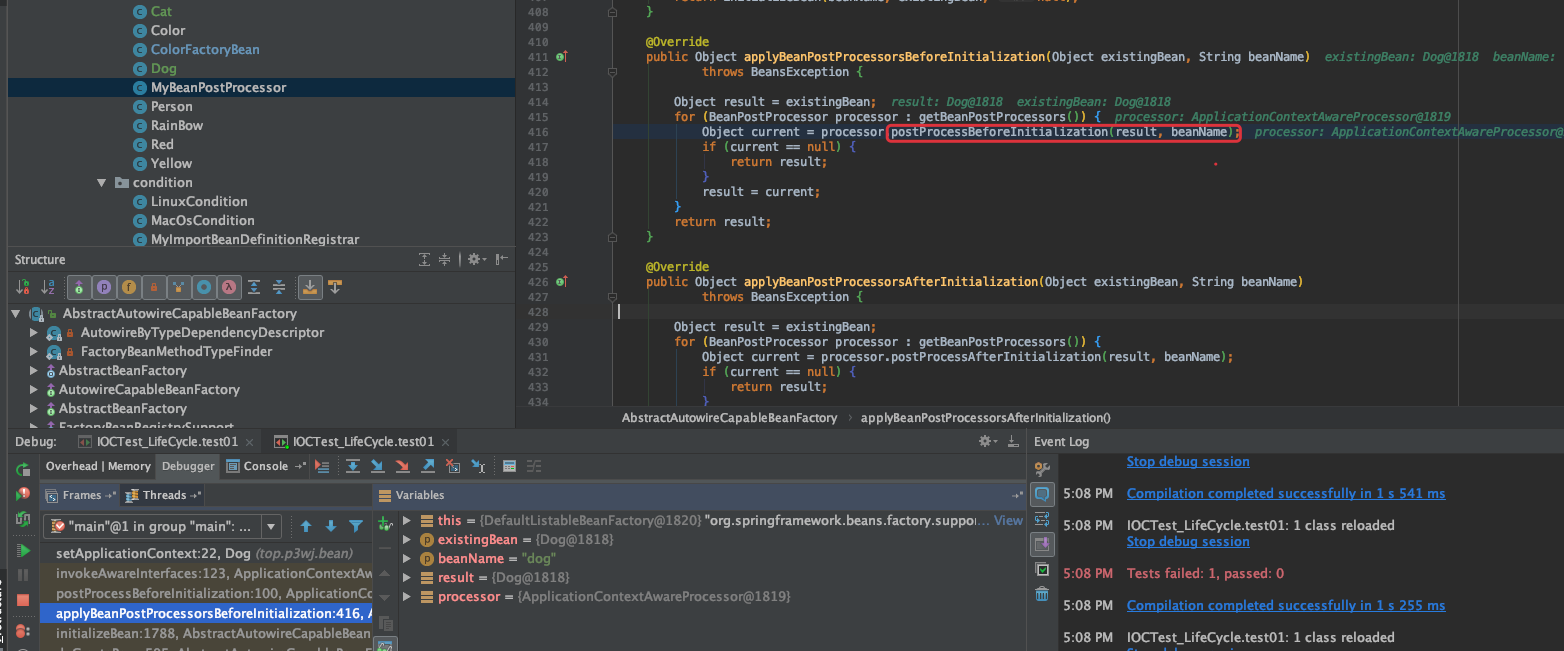 Cat
Color
ColorFactoryBean
Dog
MyBeanPostProcessor
Person
RainBow
Red
Yellow
condition
LinuxCondition
MacOsCondition
MyImportBeanDefinitionRegistrar
408 }
409
410 @Override
411 public Object applyBeanPostProcessorsBeforeInitialization(Object existingBean, String beanName) existingBean: Dog@1818 beanName:
412 throws BeansException {
413
414 Object result = existingBean; result: Dog@1818 existingBean: Dog@1818
415 for (BeanPostProcessor processor : getBeanPostProcessors()) { processor: ApplicationContextAwareProcessor@1819
416 Object current = processor.postProcessBeforeInitialization(result, beanName); processor: ApplicationContextAwareProcessor@
417 if (current == null) {
418 return result;
419 }
420 result = current;
421 }
422 return result;
423 }
424
425 @Override
426 public Object applyBeanPostProcessorsAfterInitialization(Object existingBean, String beanName)
427 throws BeansException {
428
429 Object result = existingBean;
430 for (BeanPostProcessor processor : getBeanPostProcessors()) {
431 Object current = processor.postProcessAfterInitialization(result, beanName);
432 if (current == null) {
433 return result;
434 }
AbstractAutowireCapableBeanFactory › applyBeanPostProcessorsAfterInitialization()
Structure
AbstractAutowireCapableBeanFactory
AutowireByTypeDependencyDescriptor
FactoryBeanMethodTypeFinder
AbstractBeanFactory
AutowireCapableBeanFactory
AbstractBeanFactory
FactoryBeanRegistrySupport
Debug: IOCTest_LifeCycle.test01 × IOCTest_LifeCycle.test01 ×
Overhead | Memory Debugger Console
Frames Threads
"main"@1 in group "main": ...
setApplicationContext:22, Dog (top.p3wj.bean)
invokeAwareInterfaces:123, ApplicationContextAw
postProcessBeforeInitialization:100, ApplicationCo
applyBeanPostProcessorsBeforeInitialization:416, A
initializeBean:1788, AbstractAutowireCapableBean
Variables
this = {DefaultListableBeanFactory@1820} "org.springframework.beans.factory.suppo... View
existingBean = {Dog@1818}
beanName = "dog"
result = {Dog@1818}
processor = {ApplicationContextAwareProcessor@1819}
Event Log
Stop debug session
5:08 PM Compilation completed successfully in 1 s 541 ms
5:08 PM IOCTest_LifeCycle.test01: 1 class reloaded
Stop debug session
5:08 PM Tests failed: 1, passed: 0
5:08 PM Compilation completed successfully in 1 s 255 ms
5:08 PM IOCTest_LifeCycle.test01: 1 class reloaded